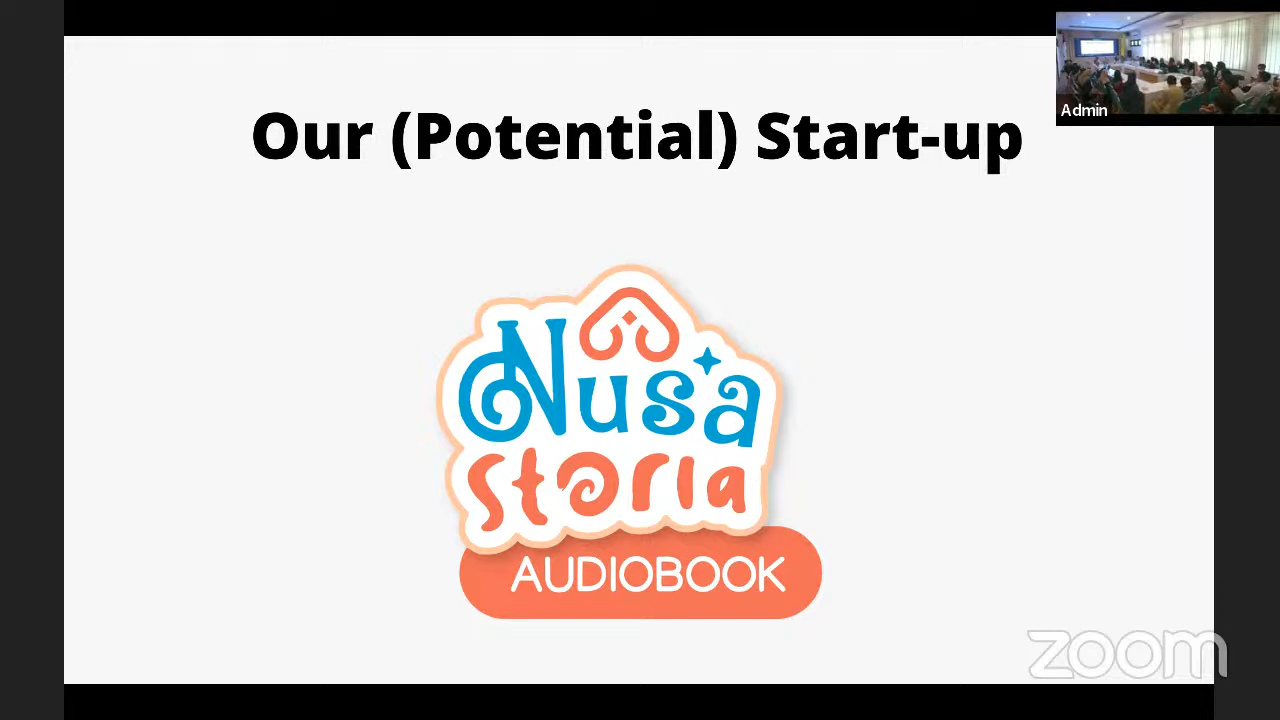 Our (Potential) Start-up
Admin
Nusa
storia
AUDIOBOOK
zoom